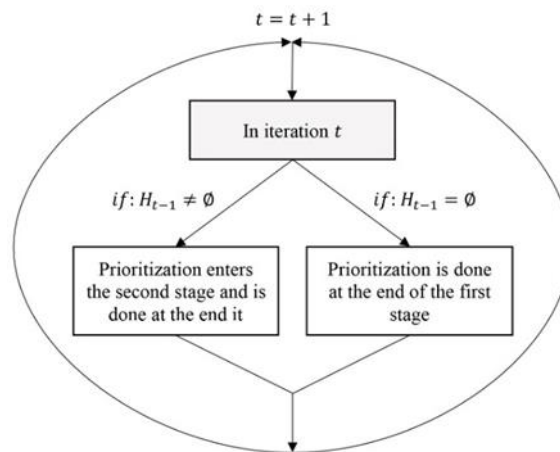 t = t + 1
In iteration t
if: H_{t-1} ≠ ∅
if: H_{t-1} = ∅
Prioritization enters
the second stage and is
done at the end it
Prioritization is done
at the end of the first
stage